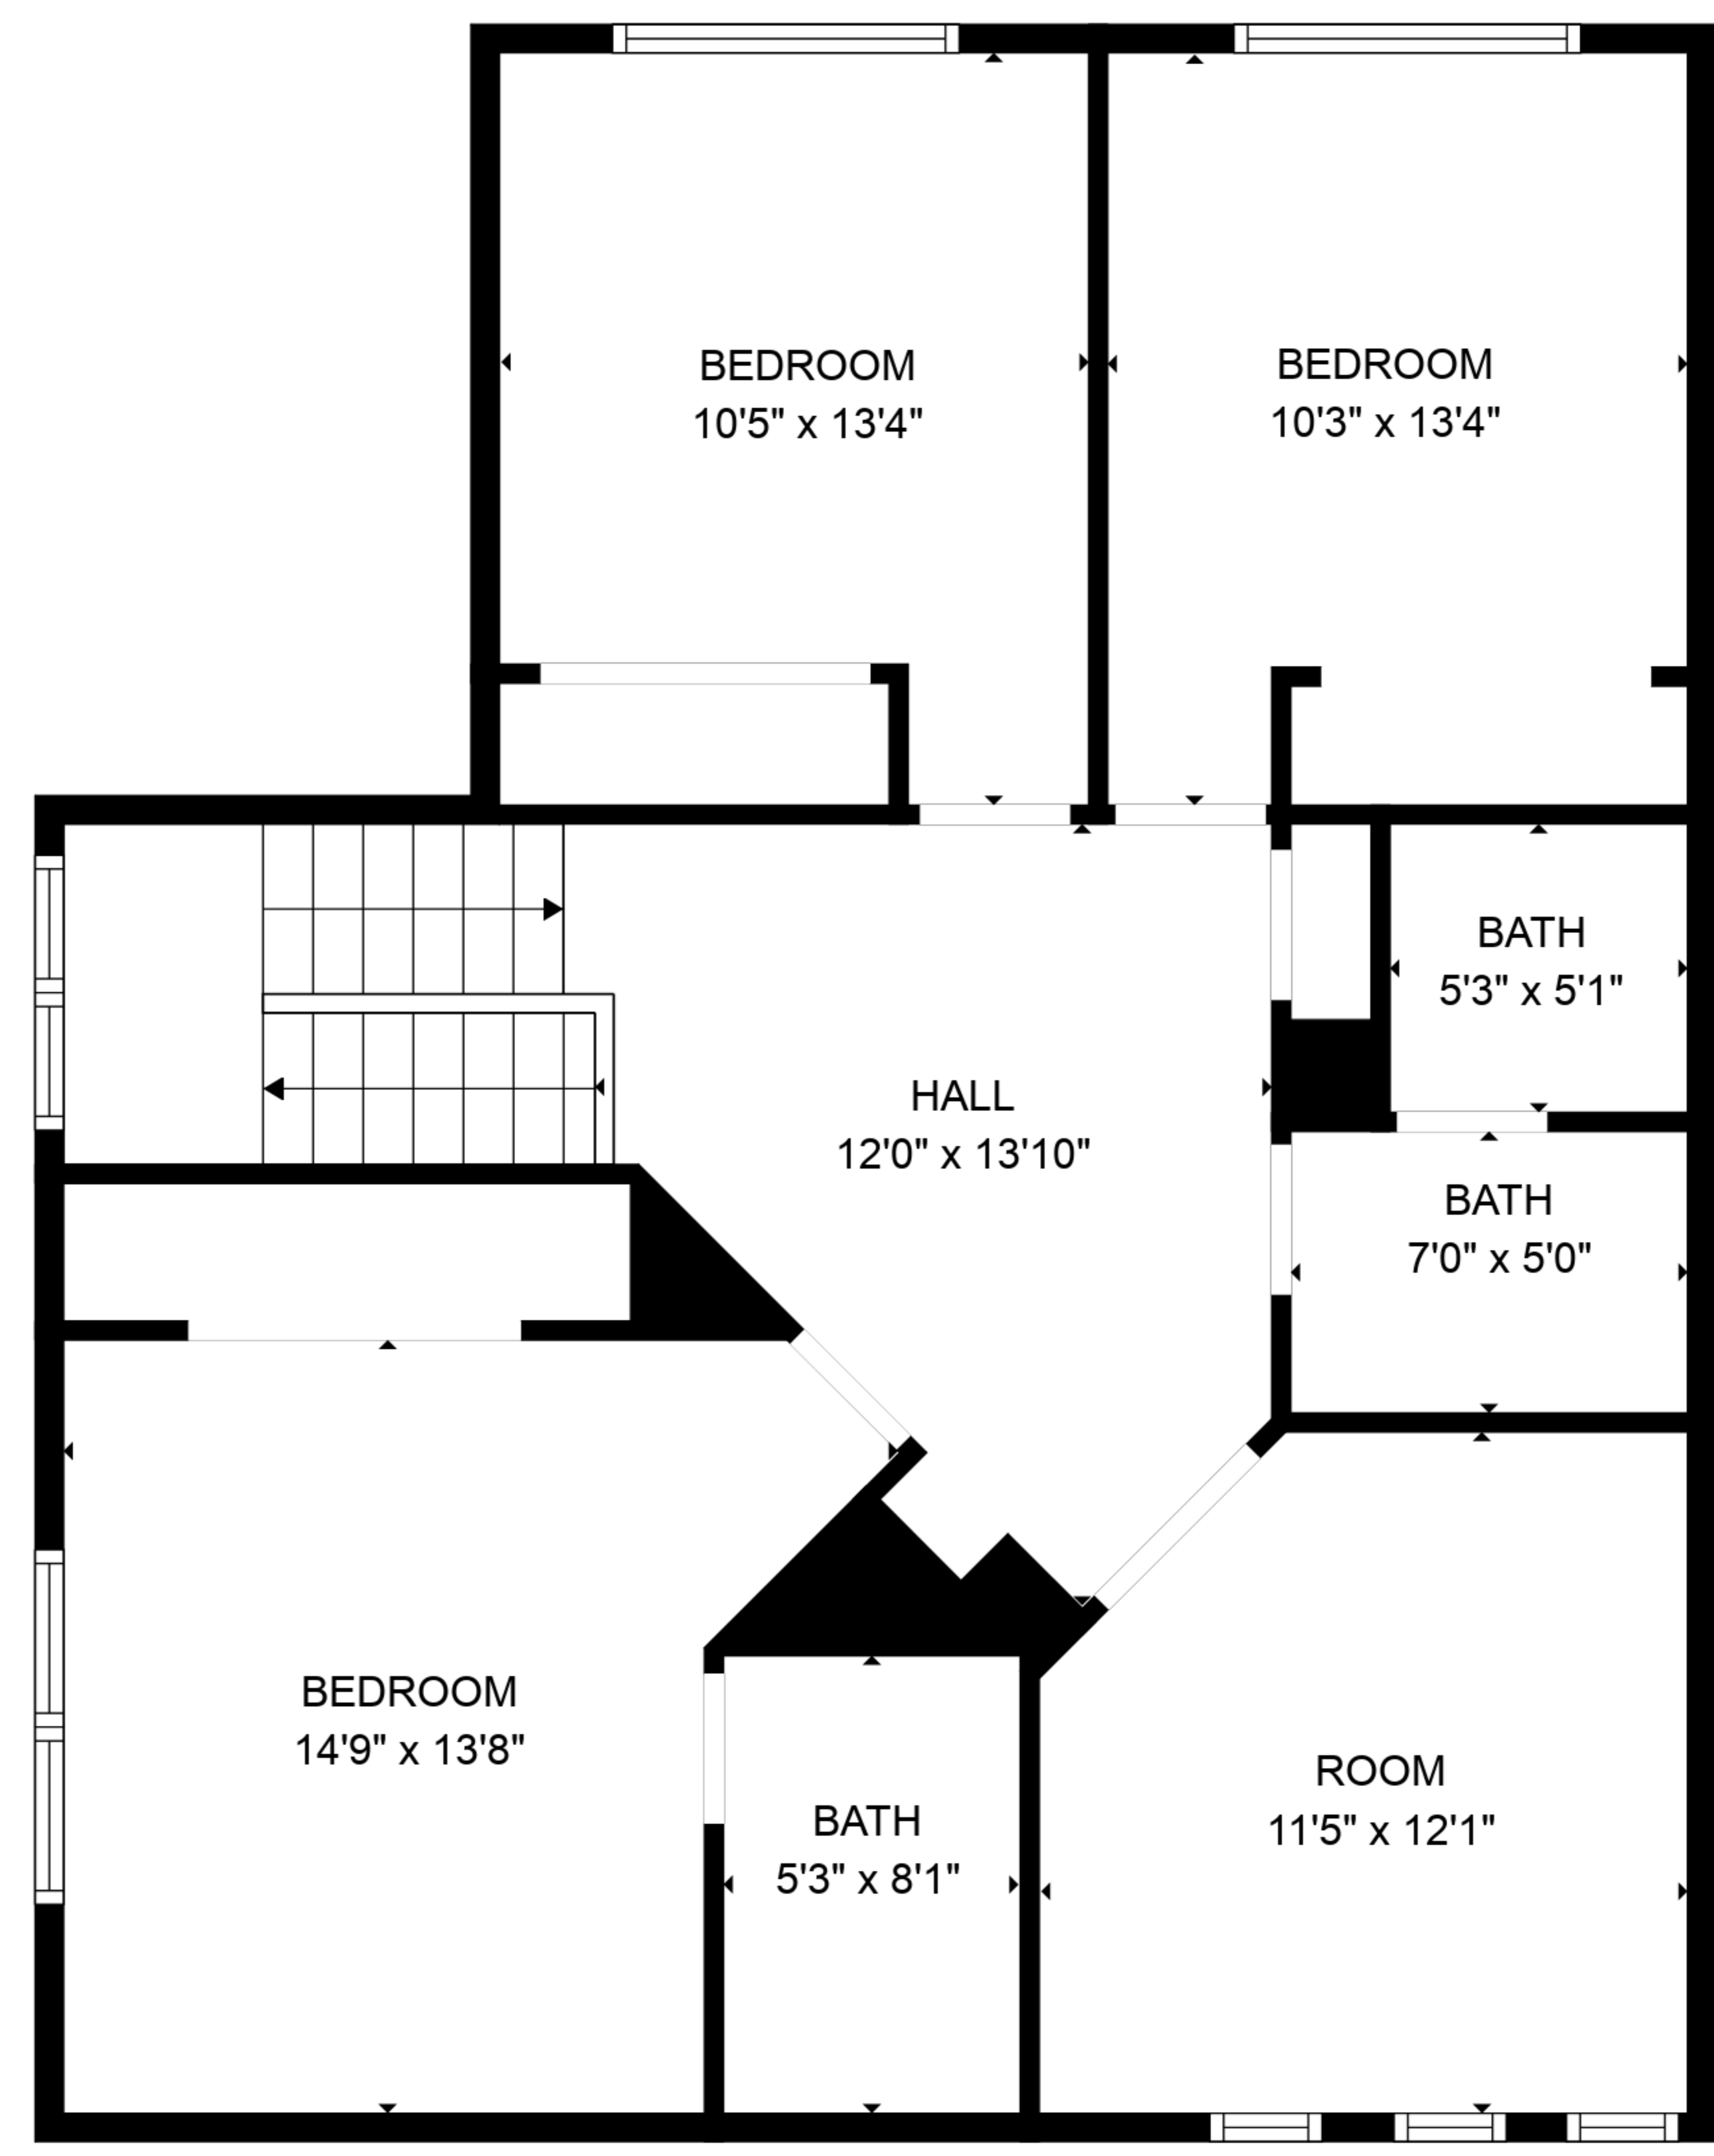 BEDROOM
10'5" x 13'4"
BEDROOM
10'3" x 13'4"
BATH
5'3" x 5'1"
HALL
12'0" x 13'10"
BATH
7'0" x 5'0"
BEDROOM
14'9" x 13'8"
ROOM
11'5" x 12'1"
BATH
5'3" x 8'1"